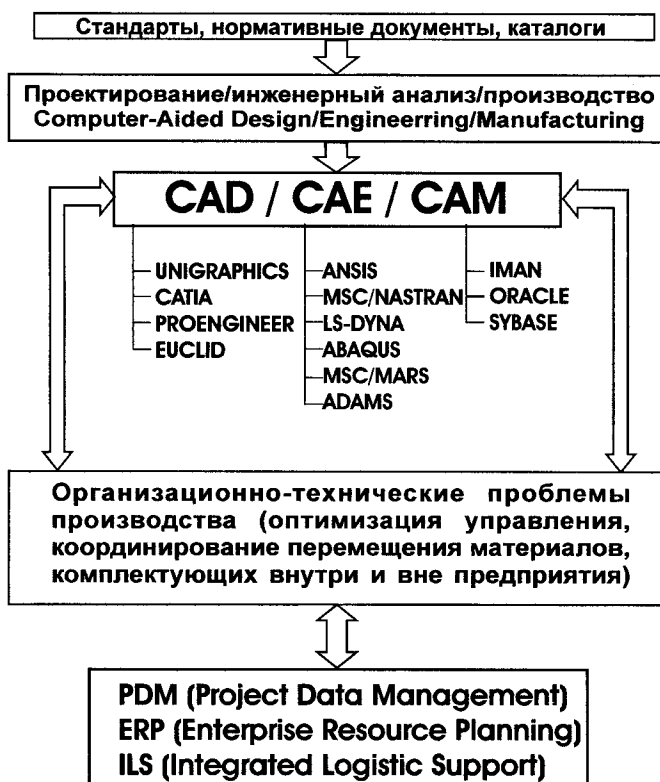 Стандарты, нормативные документы, каталоги
Проектирование/инженерный анализ/производство
Computer-Aided Design/Engineerring/Manufacturing
CAD / CAE / CAM
UNIGRAPHICS
CATIA
PROENGINEER
EUCLID
ANSIS
MSC/NASTRAN
LS-DYNA
ABAQUS
MSC/MARS
ADAMS
IMAN
ORACLE
SYBASE
Организационно-технические проблемы
производства (оптимизация управления,
координирование перемещения материалов,
комплектующих внутри и вне предприятия)
PDM (Project Data Management)
ERP (Enterprise Resource Planning)
ILS (Integrated Logistic Support)